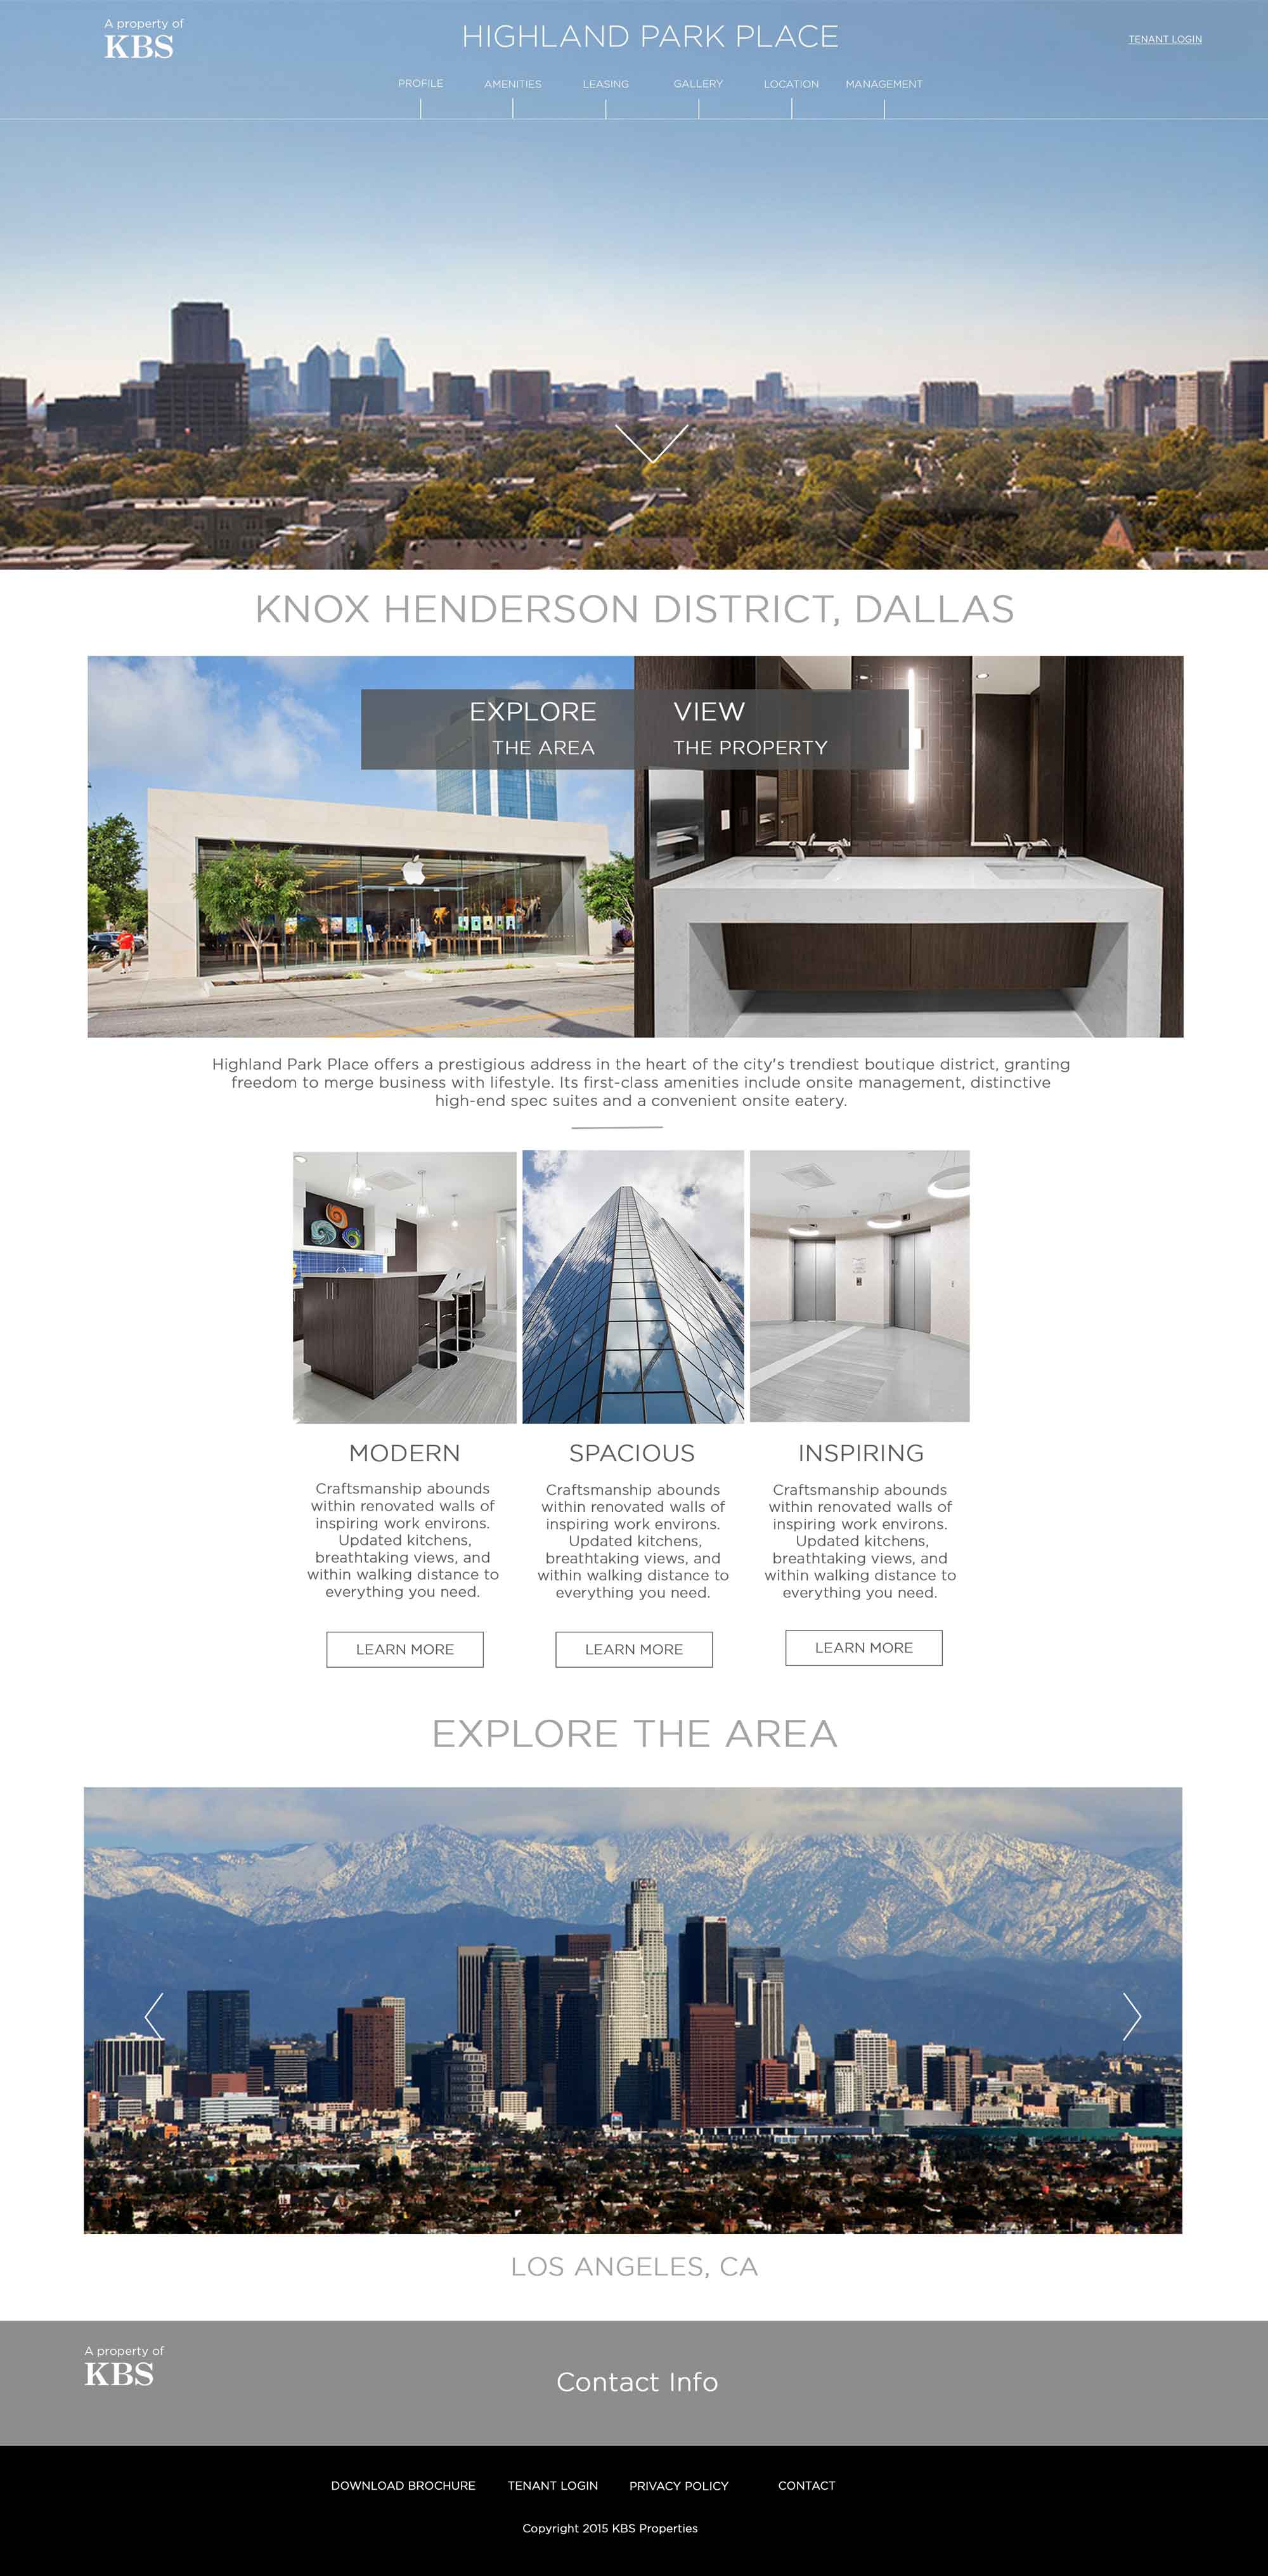 A property of
KBS
HIGHLAND PARK PLACE
TENANT LOGIN
PROFILE
AMENITIES
LEASING
GALLERY
LOCATION
MANAGEMENT
KNOX HENDERSON DISTRICT, DALLAS
EXPLORE
THE AREA
VIEW
THE PROPERTY
Highland Park Place offers a prestigious address in the heart of the city's trendiest boutique district, granting
freedom to merge business with lifestyle. Its first-class amenities include onsite management, distinctive
high-end spec suites and a convenient onsite eatery.
MODERN
Craftsmanship abounds
within renovated walls of
inspiring work environs.
Updated kitchens,
breathtaking views, and
within walking distance to
everything you need.
LEARN MORE
SPACIOUS
Craftsmanship abounds
within renovated walls of
inspiring work environs.
Updated kitchens,
breathtaking views, and
within walking distance to
everything you need.
LEARN MORE
INSPIRING
Craftsmanship abounds
within renovated walls of
inspiring work environs.
Updated kitchens,
breathtaking views, and
within walking distance to
everything you need.
LEARN MORE
EXPLORE THE AREA
LOS ANGELES, CA
A property of
KBS
Contact Info
DOWNLOAD BROCHURE
TENANT LOGIN
PRIVACY POLICY
CONTACT
Copyright 2015 KBS Properties